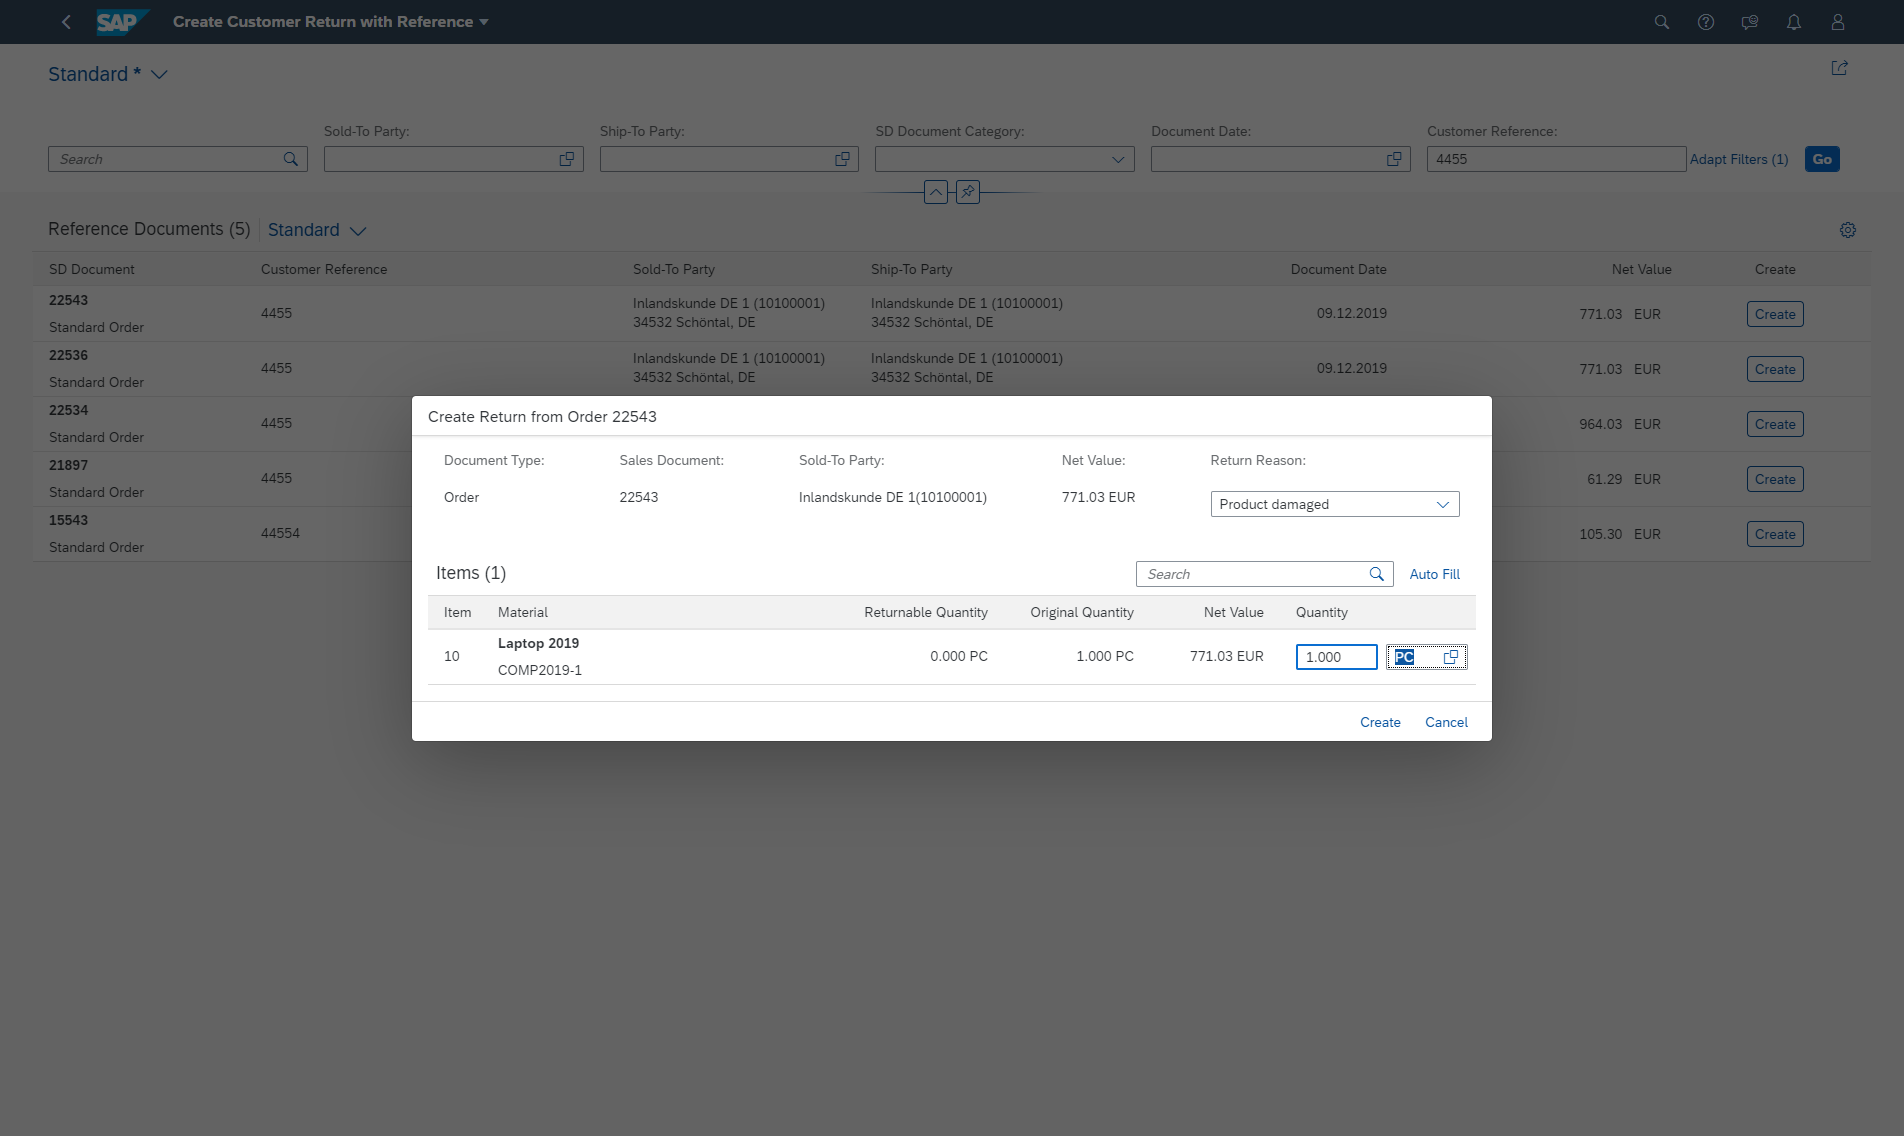 SAP Create Customer Return with Reference
Standard *
Sold-To Party: Ship-To Party: SD Document Category: Document Date: Customer Reference:
Search 4455 Adapt Filters (1) Go
Reference Documents (5) Standard
SD Document Customer Reference Sold-To Party Ship-To Party Document Date Net Value Create
22543
Standard Order
4455
Inlandskunde DE 1 (10100001)
34532 Schöntal, DE
Inlandskunde DE 1 (10100001)
34532 Schöntal, DE
09.12.2019
771.03 EUR
Create
22536
Standard Order
4455
Inlandskunde DE 1 (10100001)
34532 Schöntal, DE
Inlandskunde DE 1 (10100001)
34532 Schöntal, DE
09.12.2019
771.03 EUR
Create
22534
Standard Order
4455
964.03 EUR
Create
21897
Standard Order
4455
61.29 EUR
Create
15543
Standard Order
44554
105.30 EUR
Create
Create Return from Order 22543
Document Type: Sales Document: Sold-To Party: Net Value: Return Reason:
Order 22543 Inlandskunde DE 1(10100001) 771.03 EUR Product damaged
Items (1) Search Auto Fill
Item Material Returnable Quantity Original Quantity Net Value Quantity
10
Laptop 2019
COMP2019-1
0.000 PC 1.000 PC 771.03 EUR 1.000 PC
Create Cancel